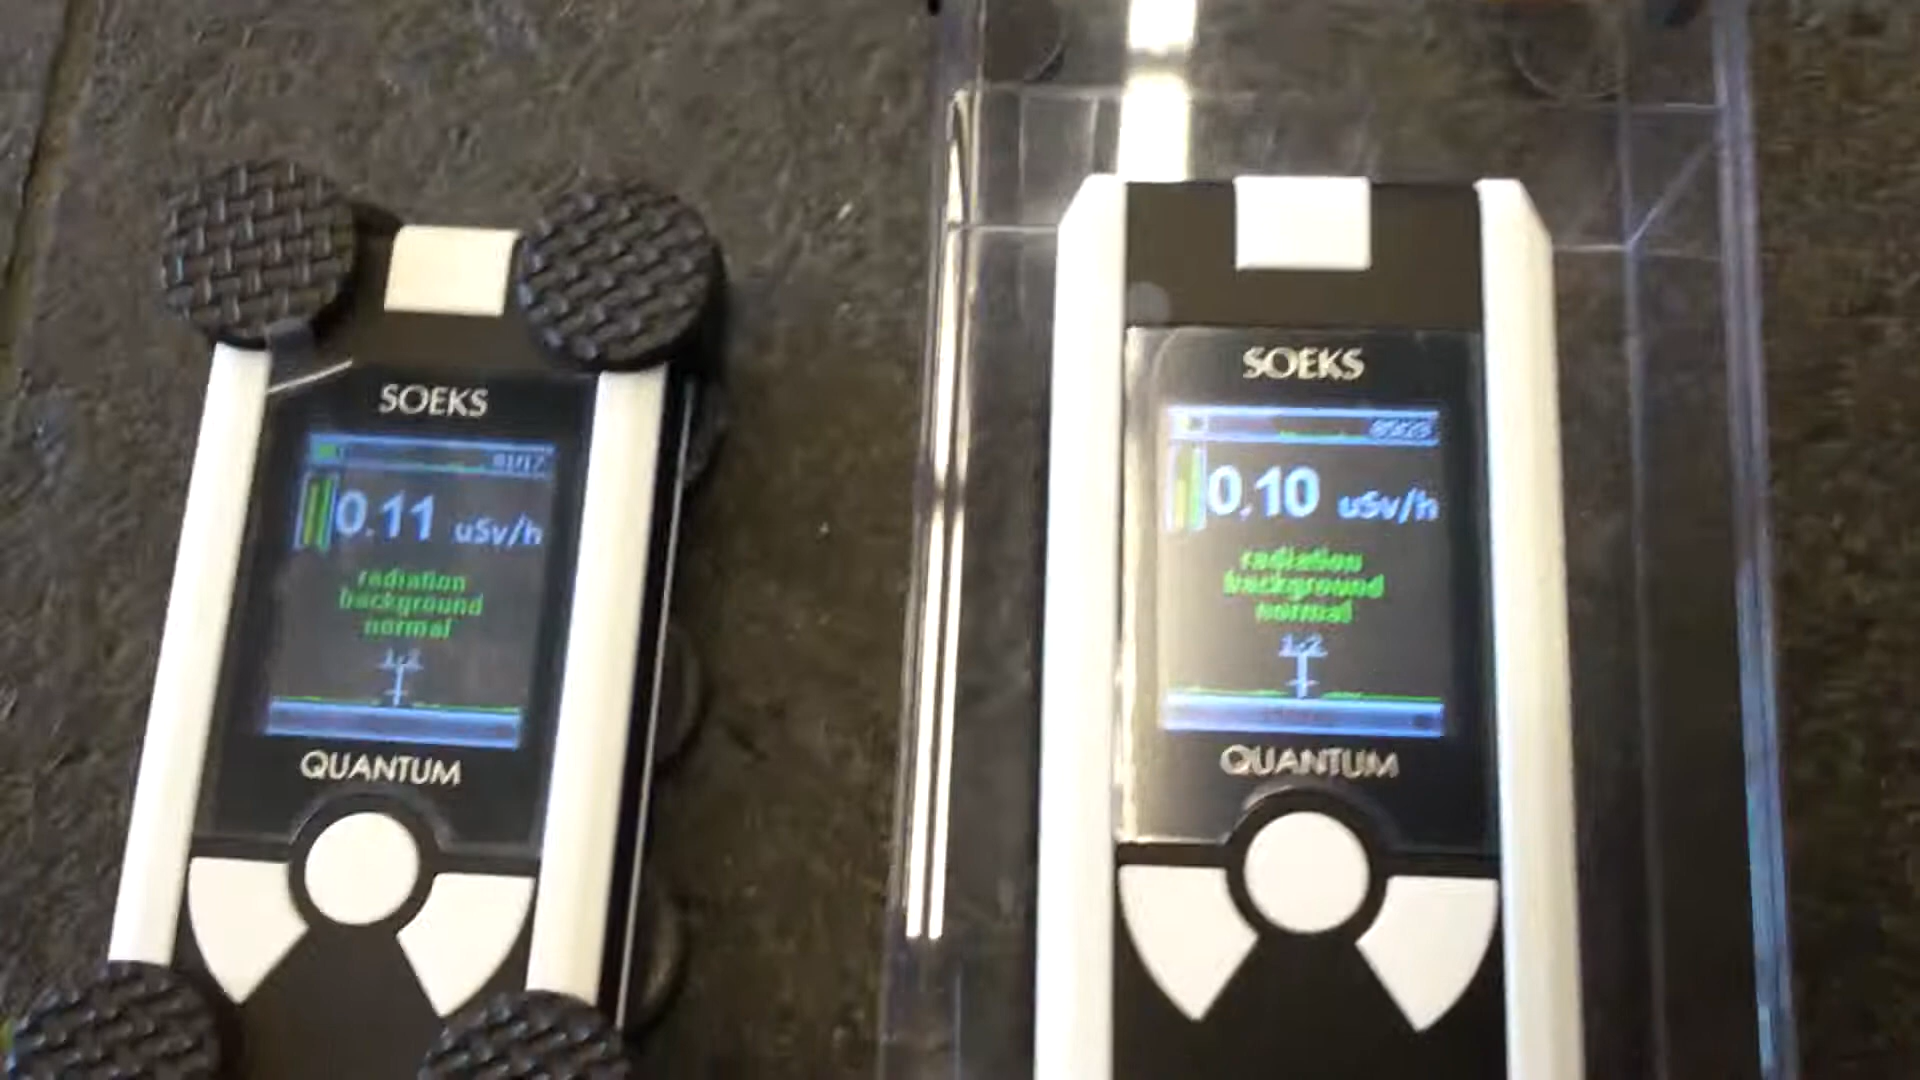 SOEKS
0.11 uSv/h
radiation
background
normal
QUANTUM
SOEKS
0.10 uSv/h
radiation
background
normal
QUANTUM